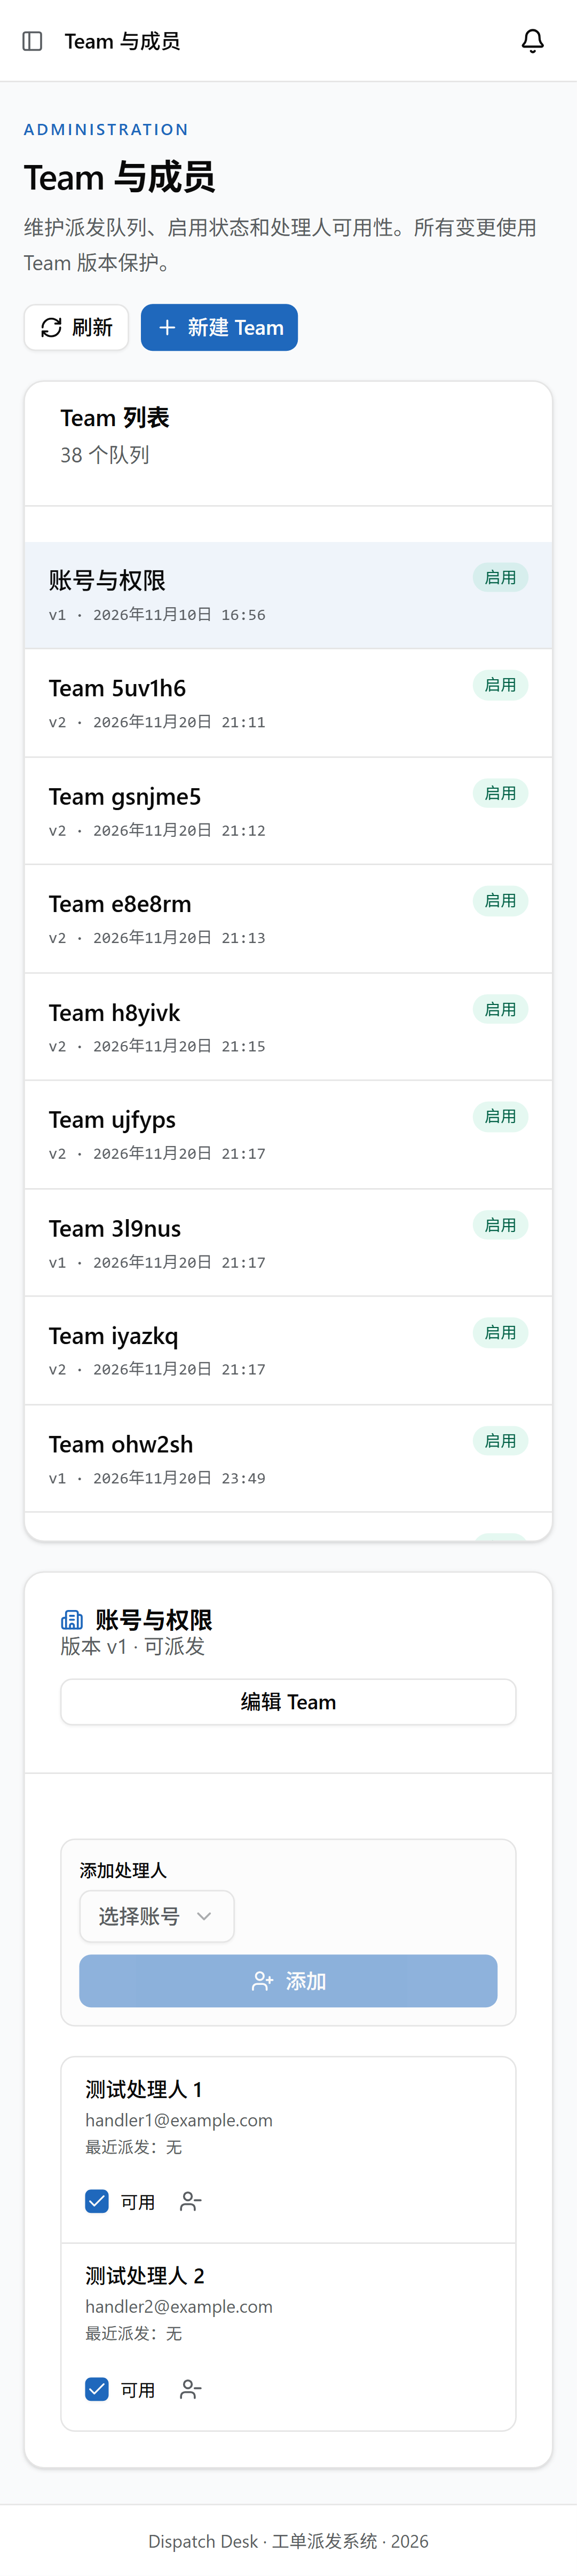 Team 与成员
ADMINISTRATION
Team 与成员
维护派发队列、启用状态和处理人可用性。所有变更使用
Team 版本保护。
刷新
新建 Team
Team 列表
38 个队列
账号与权限
启用
v1 · 2026年11月10日 16:56
Team 5uv1h6
启用
v2 · 2026年11月20日 21:11
Team gsnjme5
启用
v2 · 2026年11月20日 21:12
Team e8e8rm
启用
v2 · 2026年11月20日 21:13
Team h8yivk
启用
v2 · 2026年11月20日 21:15
Team ujfyps
启用
v2 · 2026年11月20日 21:17
Team 3l9nus
启用
v1 · 2026年11月20日 21:17
Team iyazkq
启用
v2 · 2026年11月20日 21:17
Team ohw2sh
启用
v1 · 2026年11月20日 23:49
账号与权限
版本 v1 · 可派发
编辑 Team
添加处理人
选择账号
添加
测试处理人 1
handler1@example.com
最近派发：无
可用
测试处理人 2
handler2@example.com
最近派发：无
可用
Dispatch Desk · 工单派发系统 · 2026